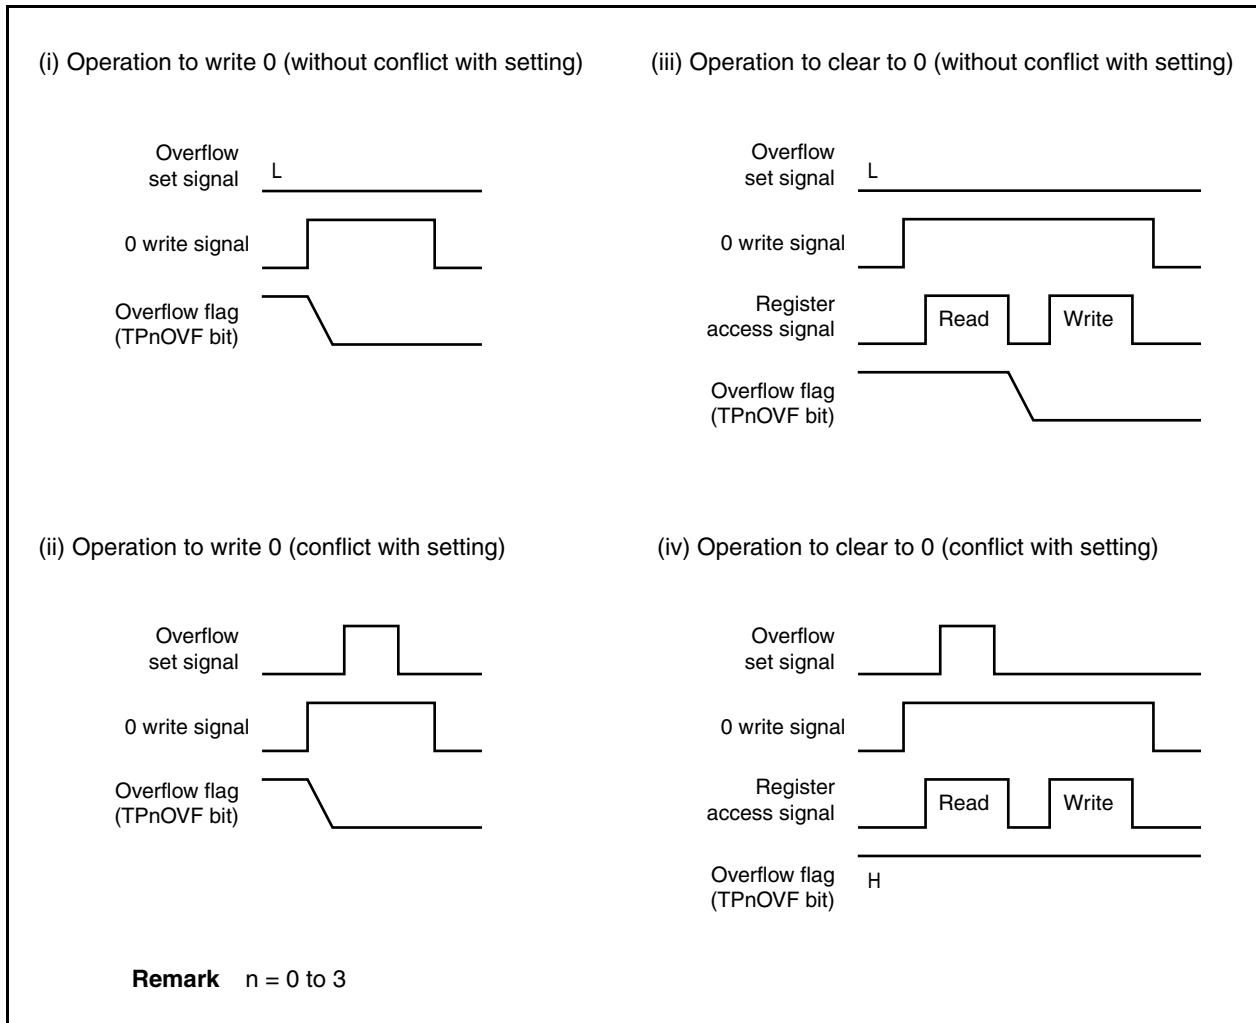 (i) Operation to write 0 (without conflict with setting)
Overflow
set signal
L
0 write signal
Overflow flag
(TPnOVF bit)
(iii) Operation to clear to 0 (without conflict with setting)
Overflow
set signal
L
0 write signal
Register
access signal
Read
Write
Overflow flag
(TPnOVF bit)
(ii) Operation to write 0 (conflict with setting)
Overflow
set signal
0 write signal
Overflow flag
(TPnOVF bit)
(iv) Operation to clear to 0 (conflict with setting)
Overflow
set signal
0 write signal
Register
access signal
Read
Write
Overflow flag
(TPnOVF bit)
H
Remark n = 0 to 3